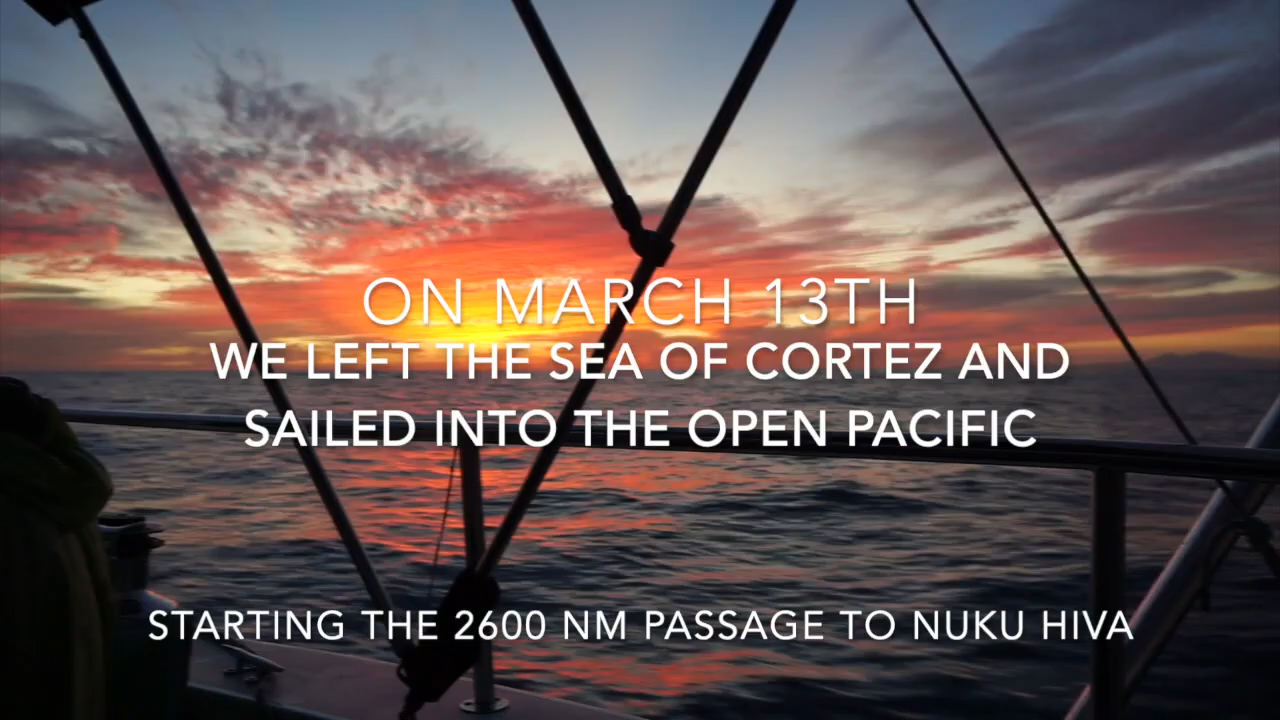 ON MARCH 13TH
WE LEFT THE SEA OF CORTEZ AND
SAILED INTO THE OPEN PACIFIC
STARTING THE 2600 NM PASSAGE TO NUKU HIVA